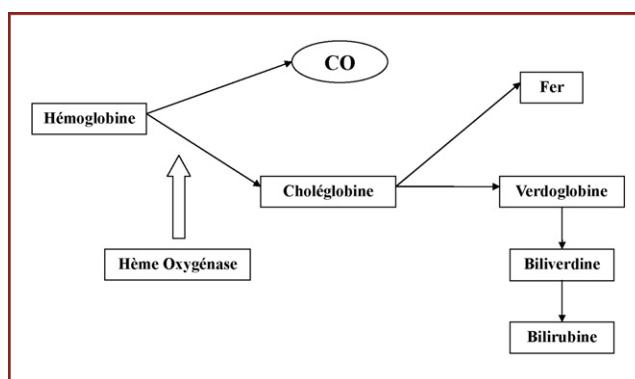 CO
Fer
Hémoglobine
Choléglobine
Verdoglobine
Hème Oxygénase
Biliverdine
Bilirubine